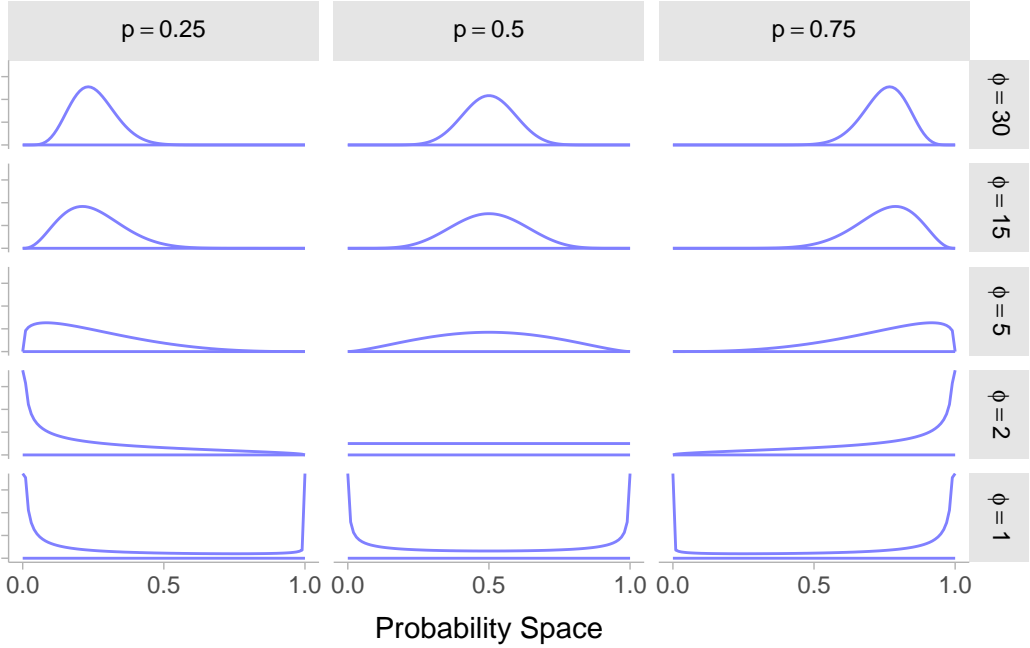 p = 0.25
p = 0.5
p = 0.75
ϕ = 30
ϕ = 15
ϕ = 5
ϕ = 2
ϕ = 1
0.0 0.5 1.0 0.0 0.5 1.0 0.0 0.5 1.0
Probability Space